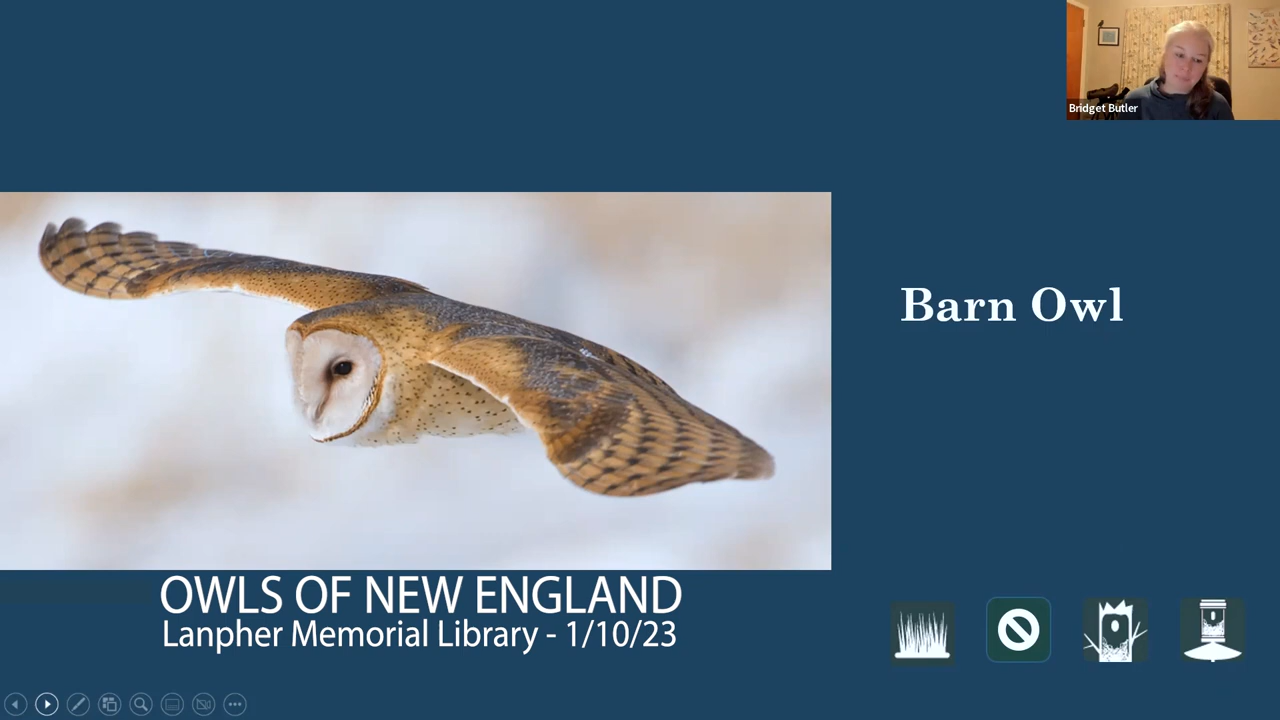 Bridget Butler
Barn Owl
OWLS OF NEW ENGLAND
Lanpher Memorial Library - 1/10/23